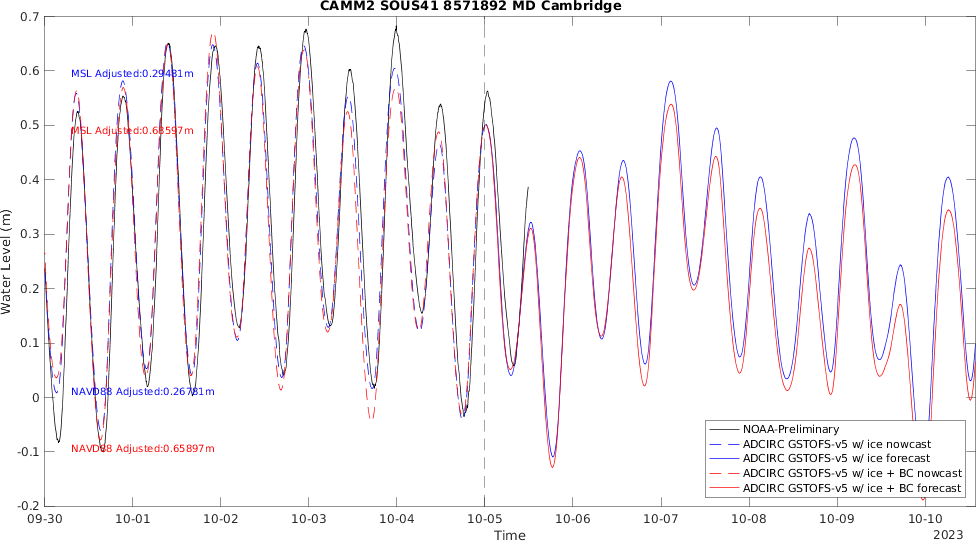 CAMM2 SOUS41 8571892 MD Cambridge
0.7
0.6
0.5
0.4
0.3
0.2
0.1
0
-0.1
-0.2
Water Level (m)
MSL Adjusted:0.29481m
MSL Adjusted:0.68597m
NAVD88 Adjusted:0.26781m
NAVD88 Adjusted:0.65897m
NOAA-Preliminary
ADCIRC GSTOFS-v5 w/ ice nowcast
ADCIRC GSTOFS-v5 w/ ice forecast
ADCIRC GSTOFS-v5 w/ ice + BC nowcast
ADCIRC GSTOFS-v5 w/ ice + BC forecast
09-30 10-01 10-02 10-03 10-04 10-05 10-06 10-07 10-08 10-09 10-10
Time
2023